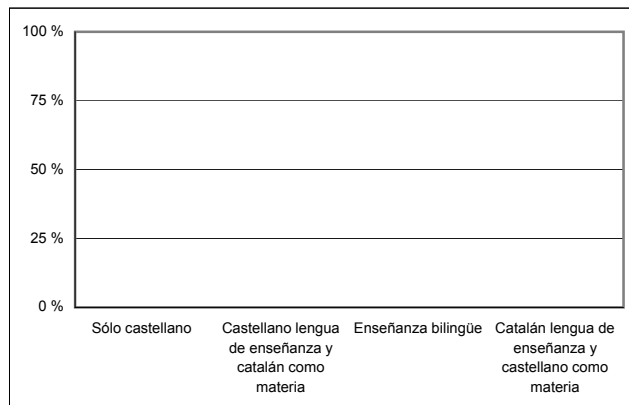 100 %
75 %
50 %
25 %
0 %
Sólo castellano
Castellano lengua
de enseñanza y
catalán como
materia
Enseñanza bilingüe
Catalán lengua de
enseñanza y
castellano como
materia